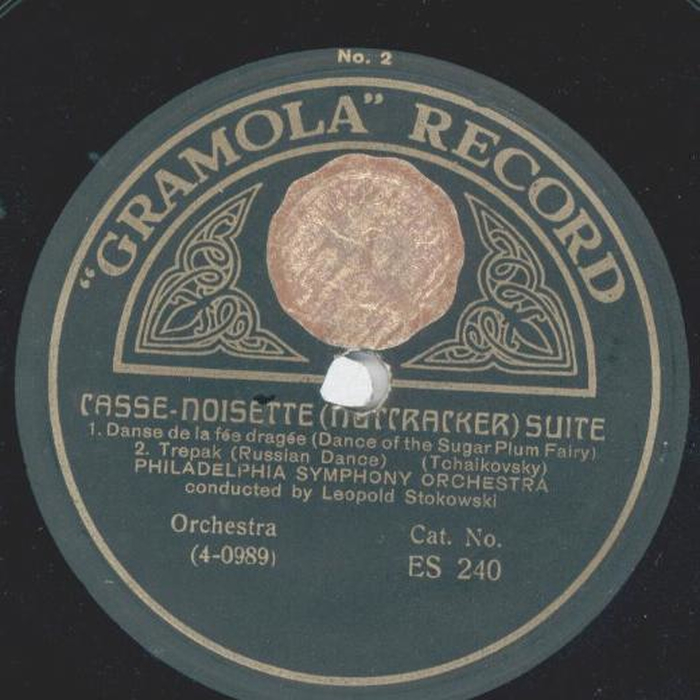 No. 2
"GRAMOLA" RECORD
CASSE-NOISETTE (NUTCRACKER) SUITE
1. Danse de la fée dragée (Dance of the Sugar Plum Fairy)
2. Trepak (Russian Dance) (Tchaikovsky)
PHILADELPHIA SYMPHONY ORCHESTRA
conducted by Leopold Stokowski
Orchestra Cat. No.
(4-0989) ES 240